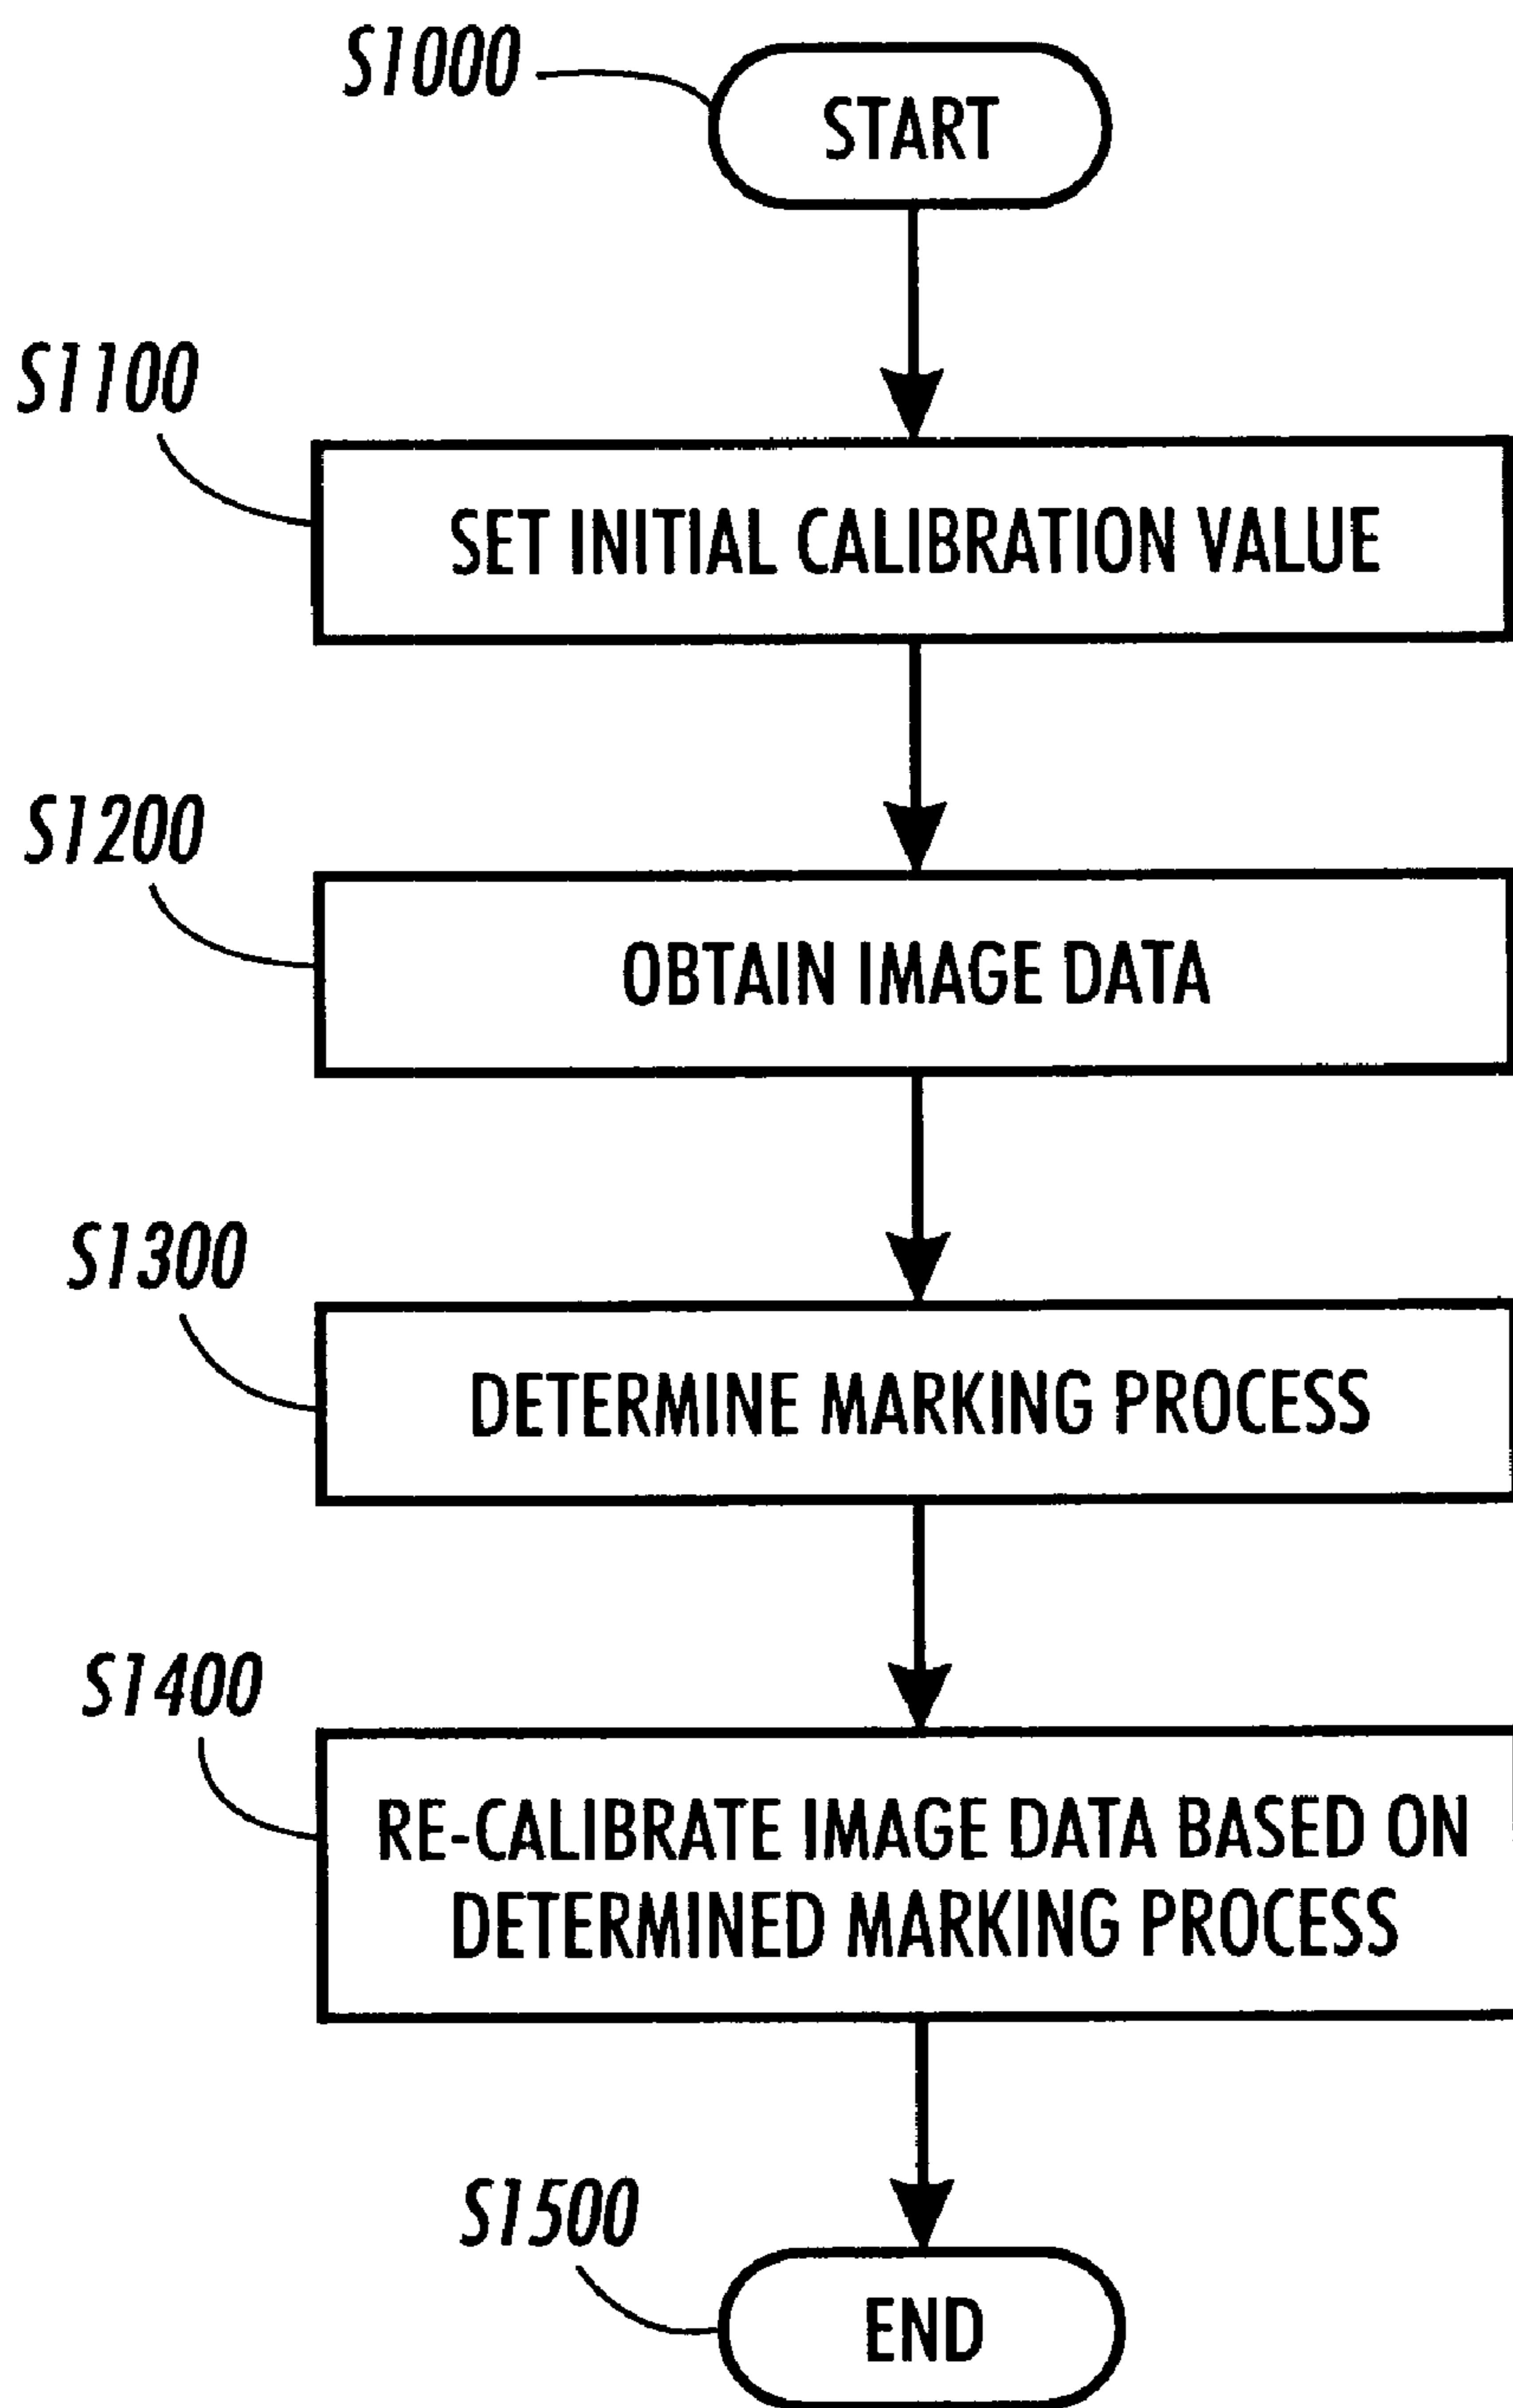 S1000
START
S1100
SET INITIAL CALIBRATION VALUE
S1200
OBTAIN IMAGE DATA
S1300
DETERMINE MARKING PROCESS
S1400
RE-CALIBRATE IMAGE DATA BASED ON
DETERMINED MARKING PROCESS
S1500
END